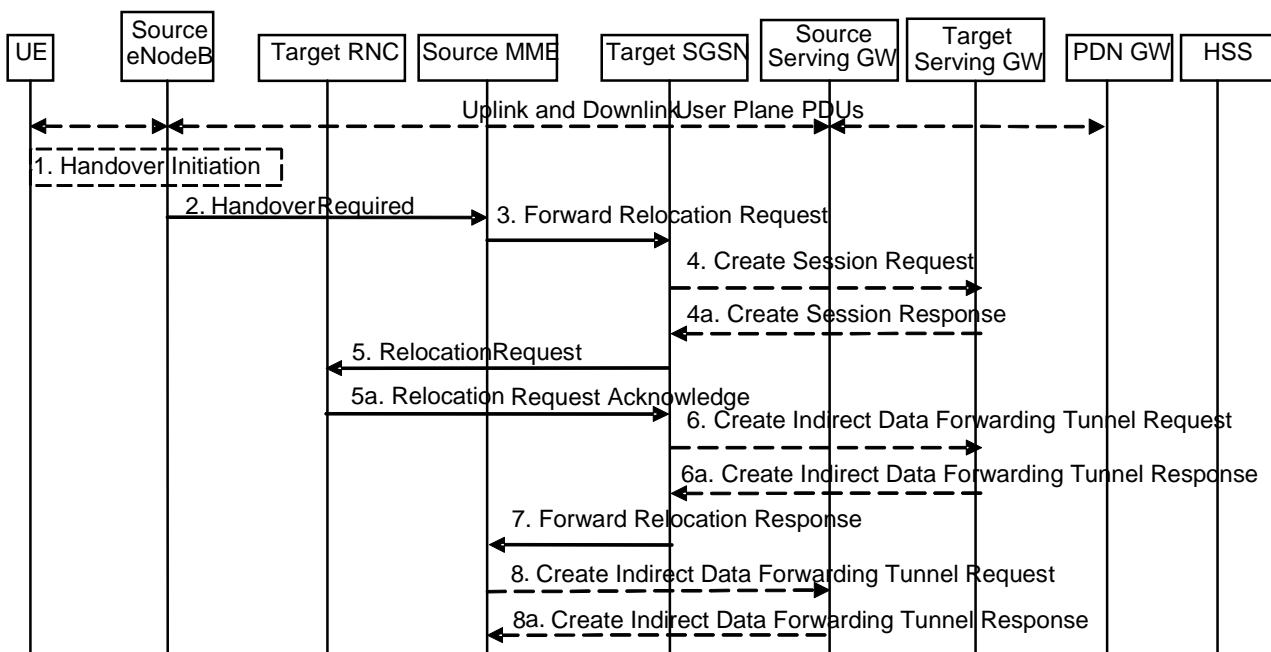 UE
Source
eNodeB
Target RNC
Source MME
Target SGSN
Source
Serving GW
Target
Serving GW
PDN GW
HSS
Uplink and Downlink User Plane PDUs
1. Handover Initiation
2. Handover Required
3. Forward Relocation Request
4. Create Session Request
4a. Create Session Response
5. Relocation Request
5a. Relocation Request Acknowledge
6. Create Indirect Data Forwarding Tunnel Request
6a. Create Indirect Data Forwarding Tunnel Response
7. Forward Relocation Response
8. Create Indirect Data Forwarding Tunnel Request
8a. Create Indirect Data Forwarding Tunnel Response